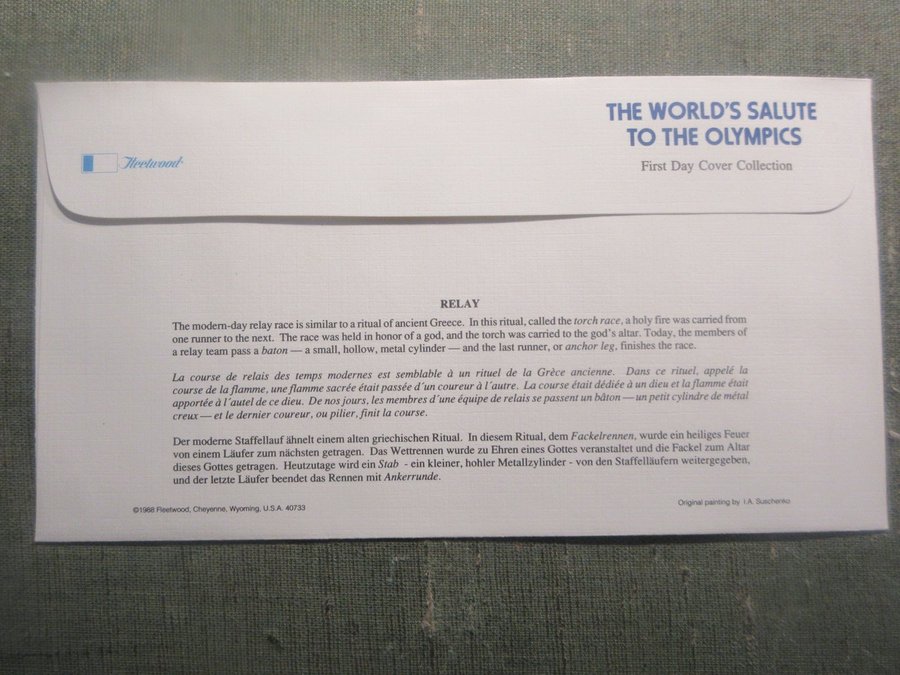 THE WORLD'S SALUTE
TO THE OLYMPICS
First Day Cover Collection
Fleetwood
RELAY
The modern-day relay race is similar to a ritual of ancient Greece. In this ritual, called the torch race, a holy fire was carried from
one runner to the next. The race was held in honor of a god, and the torch was carried to the god's altar. Today, the members of
a relay team pass a baton — a small, hollow, metal cylinder — and the last runner, or anchor leg, finishes the race.
La course de relais des temps modernes est semblable à un rituel de la Grèce ancienne. Dans ce rituel, appelé la
course de la flamme, une flamme sacrée était passée d´un coureur à l´autre. La course était dédiée à un dieu et la flamme était
apportée à l´autel de ce dieu. De nos jours, les membres d´une équipe de relais se passent un bâton — un petit cylindre de métal
creux — et le dernier coureur, ou pilier, finit la course.
Der moderne Staffellauf ähnelt einem alten griechischen Ritual. In diesem Ritual, dem Fackelrennen, wurde ein heiliges Feuer
von einem Läufer zum nächsten getragen. Das Wettrennen wurde zu Ehren eines Gottes veranstaltet und die Fackel zum Altar
dieses Gottes getragen. Heutzutage wird ein Stab - ein kleiner, hohler Metallzylinder - von den Staffelläufern weitergegeben,
und der letzte Läufer beendet das Rennen mit Ankerrunde.
©1988 Fleetwood, Cheyenne, Wyoming, U.S.A. 40733
Original painting by I.A. Suschenko